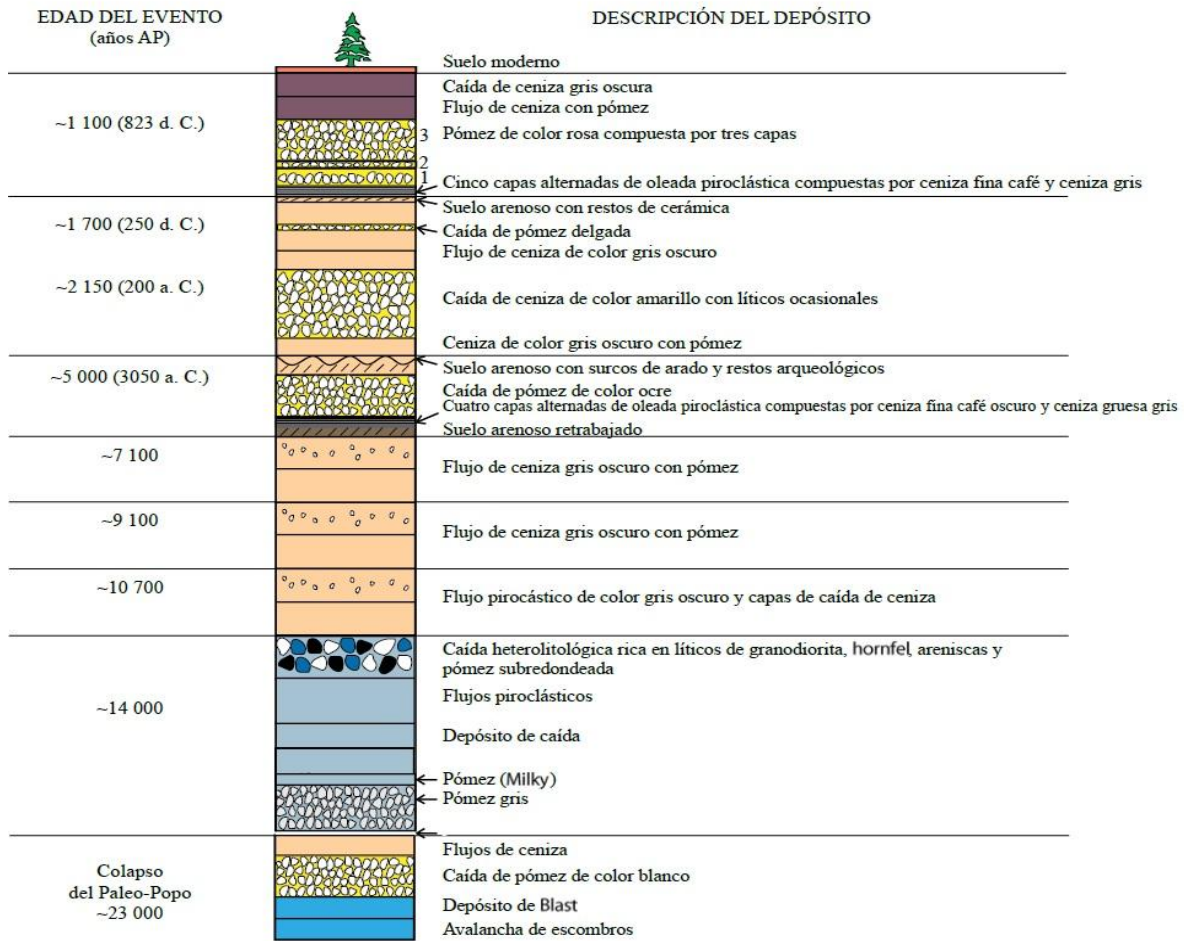 EDAD DEL EVENTO
(años AP)
DESCRIPCIÓN DEL DEPÓSITO
Suelo moderno
~1 100 (823 d. C.)
Caída de ceniza gris oscura
Flujo de ceniza con pómez
3
Pómez de color rosa compuesta por tres capas
2
1
Cinco capas alternadas de oleada piroclástica compuestas por ceniza fina café y ceniza gris
~1 700 (250 d. C.)
Suelo arenoso con restos de cerámica
Caída de pómez delgada
Flujo de ceniza de color gris oscuro
~2 150 (200 a. C.)
Caída de ceniza de color amarillo con líticos ocasionales
Ceniza de color gris oscuro con pómez
~5 000 (3050 a. C.)
Suelo arenoso con surcos de arado y restos arqueológicos
Caída de pómez de color ocre
Cuatro capas alternadas de oleada piroclástica compuestas por ceniza fina café oscuro y ceniza gruesa gris
Suelo arenoso retrabajado
~7 100
Flujo de ceniza gris oscuro con pómez
~9 100
Flujo de ceniza gris oscuro con pómez
~10 700
Flujo pirocástico de color gris oscuro y capas de caída de ceniza
~14 000
Caída heterolitológica rica en líticos de granodiorita, hornfel, areniscas y
pómez subredondeada
Flujos piroclásticos
Depósito de caída
Pómez (Milky)
Pómez gris
Colapso
del Paleo-Popo
~23 000
Flujos de ceniza
Caída de pómez de color blanco
Depósito de Blast
Avalancha de escombros